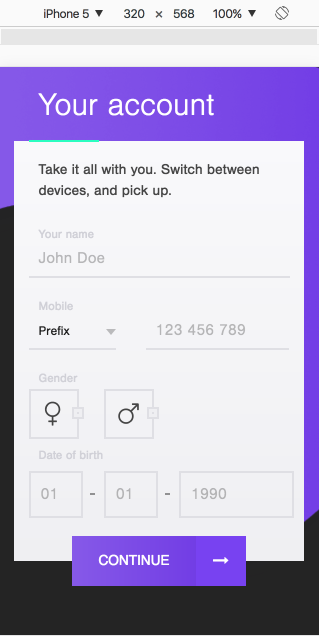 iPhone 5 ▼ 320 × 568 100% ▼
Your account
Take it all with you. Switch between
devices, and pick up.
Your name
John Doe
Mobile
Prefix 123 456 789
Gender
Date of birth
01 - 01 - 1990
CONTINUE →